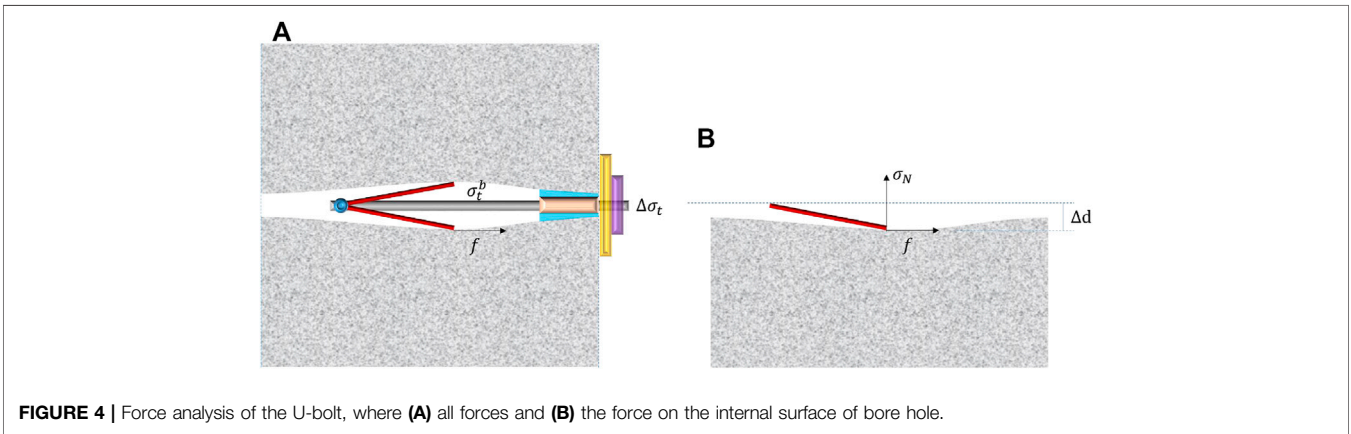 A
σ_t^b
Δσ_t
f
B
σ_N
Δd
f
FIGURE 4 | Force analysis of the U-bolt, where (A) all forces and (B) the force on the internal surface of bore hole.